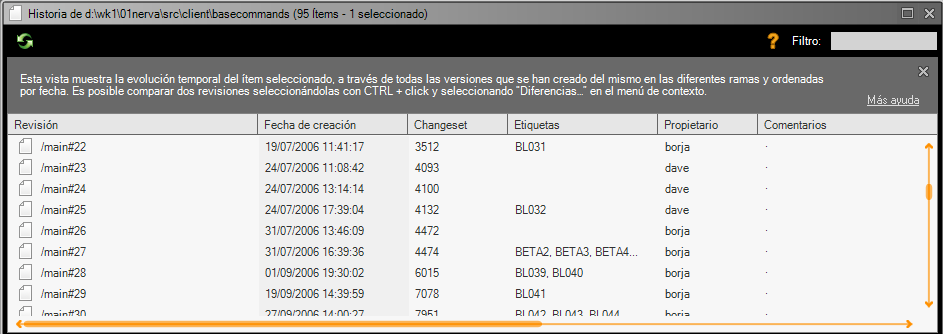 Historia de d:\wk1\01nerva\src\client\basecommands (95 Ítems - 1 seleccionado)
? Filtro:
Esta vista muestra la evolución temporal del ítem seleccionado, a través de todas las versiones que se han creado del mismo en las diferentes ramas y ordenadas
por fecha. Es posible comparar dos revisiones seleccionándolas con CTRL + click y seleccionando "Diferencias..." en el menú de contexto.
Más ayuda
Revisión Fecha de creación Changeset Etiquetas Propietario Comentarios
/main#22 19/07/2006 11:41:17 3512 BL031 borja ·
/main#23 24/07/2006 11:08:42 4093 dave ·
/main#24 24/07/2006 13:14:14 4100 dave ·
/main#25 24/07/2006 17:39:04 4132 BL032 dave ·
/main#26 31/07/2006 13:46:09 4472 borja ·
/main#27 31/07/2006 16:39:36 4474 BETA2, BETA3, BETA4... borja ·
/main#28 01/09/2006 19:30:02 6015 BL039, BL040 borja ·
/main#29 19/09/2006 14:39:59 7078 BL041 borja ·
/main#30 27/09/2006 14:00:27 7951 BL042, BL043, BL044 borja